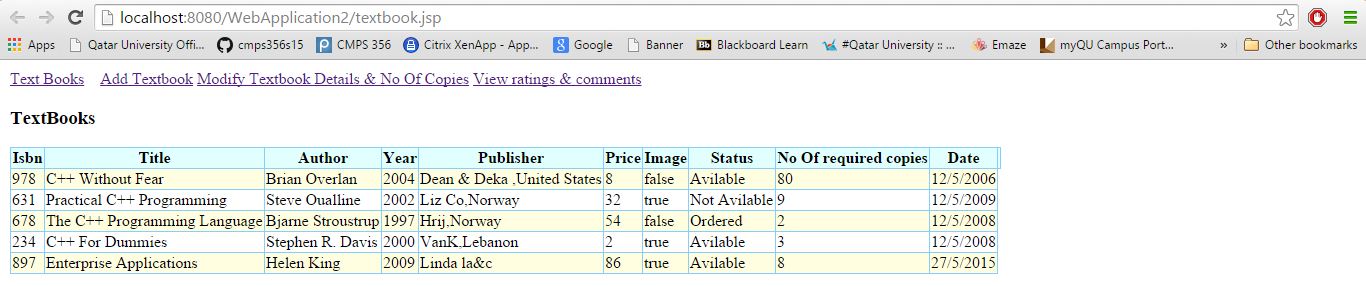 localhost:8080/WebApplication2/textbook.jsp
Apps Qatar University Offi... cmps356s15 CMPS 356 Citrix XenApp - App... Google Banner Bb Blackboard Learn #Qatar University :: ... Emaze myQU Campus Port... » Other bookmarks
Text Books Add Textbook Modify Textbook Details & No Of Copies View ratings & comments
TextBooks
Isbn Title Author Year Publisher Price Image Status No Of required copies Date
978 C++ Without Fear Brian Overlan 2004 Dean & Deka ,United States 8 false Avilable 80 12/5/2006
631 Practical C++ Programming Steve Oualline 2002 Liz Co,Norway 32 true Not Avilable 9 12/5/2009
678 The C++ Programming Language Bjarne Stroustrup 1997 Hrij,Norway 54 false Ordered 2 12/5/2008
234 C++ For Dummies Stephen R. Davis 2000 VanK,Lebanon 2 true Avilable 3 12/5/2008
897 Enterprise Applications Helen King 2009 Linda la&c 86 true Avilable 8 27/5/2015